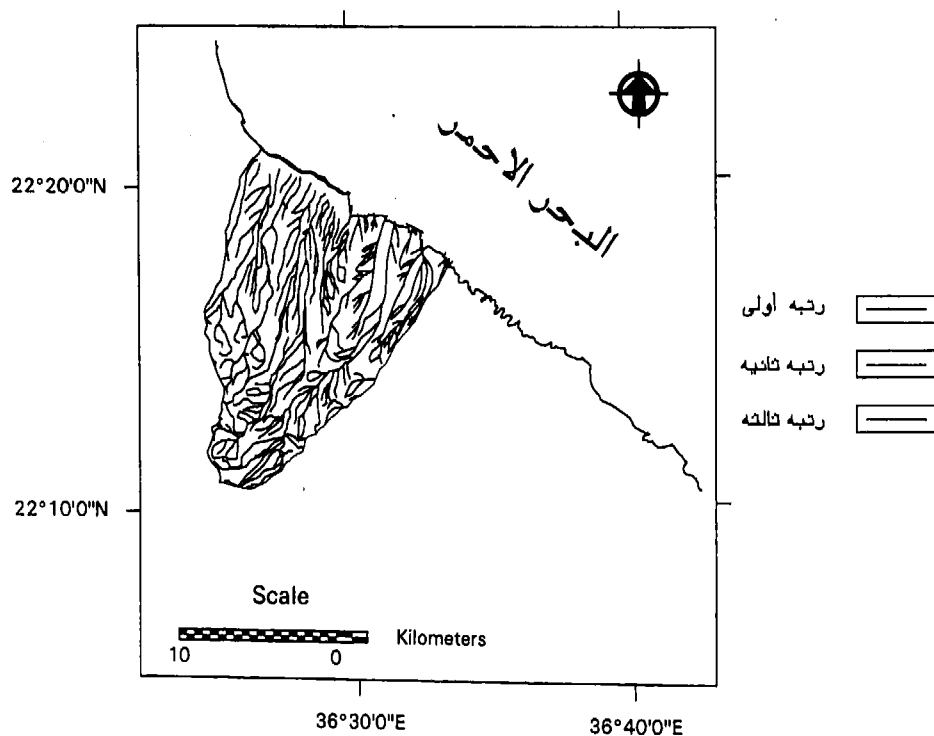 البحر الاحمر
22°20'0"N
رتبه أولى
رتبه ثانيه
رتبه ثالثه
22°10'0"N
Scale
Kilometers
10 0
36°30'0"E 36°40'0"E